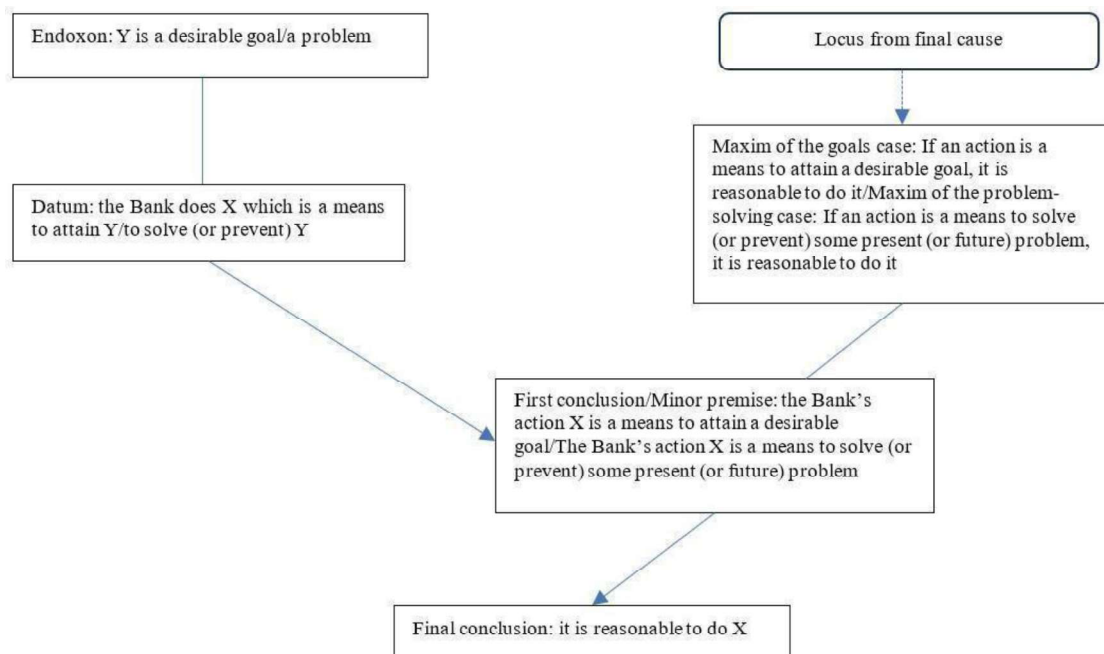 Endoxon: Y is a desirable goal/a problem
Locus from final cause
Maxim of the goals case: If an action is a
means to attain a desirable goal, it is
reasonable to do it/Maxim of the problem-
solving case: If an action is a means to solve
(or prevent) some present (or future) problem,
it is reasonable to do it
Datum: the Bank does X which is a means
to attain Y/to solve (or prevent) Y
First conclusion/Minor premise: the Bank’s
action X is a means to attain a desirable
goal/The Bank’s action X is a means to solve (or
prevent) some present (or future) problem
Final conclusion: it is reasonable to do X